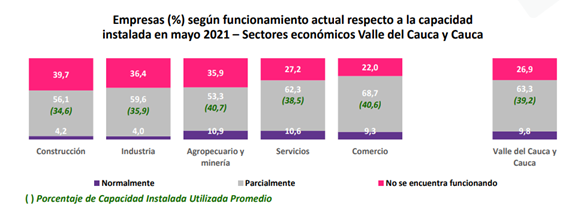 Empresas (%) según funcionamiento actual respecto a la capacidad
instalada en mayo 2021 – Sectores económicos Valle del Cauca y Cauca
39,7 36,4 35,9 27,2 22,0 26,9
56,1 59,6 53,3 62,3 68,7 63,3
(34,6) (35,9) (40,7) (38,5) (40,6) (39,2)
4,2 4,0 10,9 10,6 9,3 9,8
Construcción Industria Agropecuario y Servicios Comercio Valle del Cauca y
minería Cauca
Normalmente Parcialmente No se encuentra funcionando
( ) Porcentaje de Capacidad Instalada Utilizada Promedio